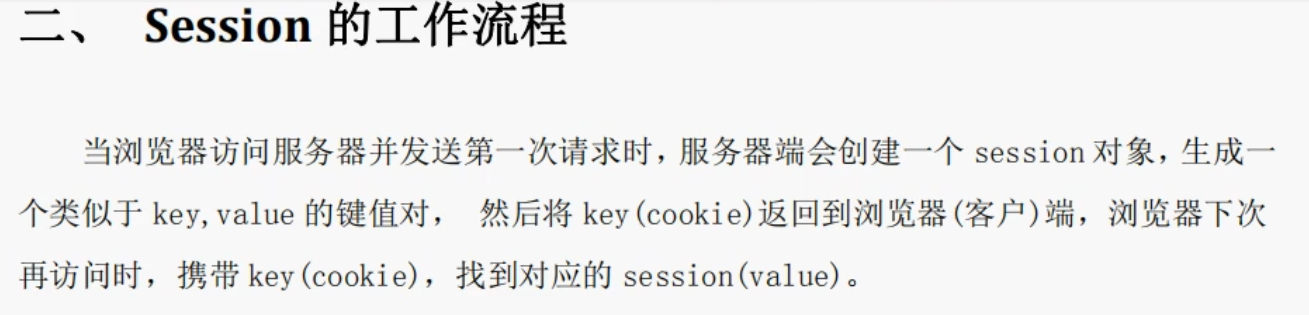 二、 Session 的工作流程
当浏览器访问服务器并发送第一次请求时，服务器端会创建一个 session 对象，生成一
个类似于 key,value 的键值对， 然后将 key(cookie)返回到浏览器(客户)端，浏览器下次
再访问时，携带 key(cookie)，找到对应的 session(value)。